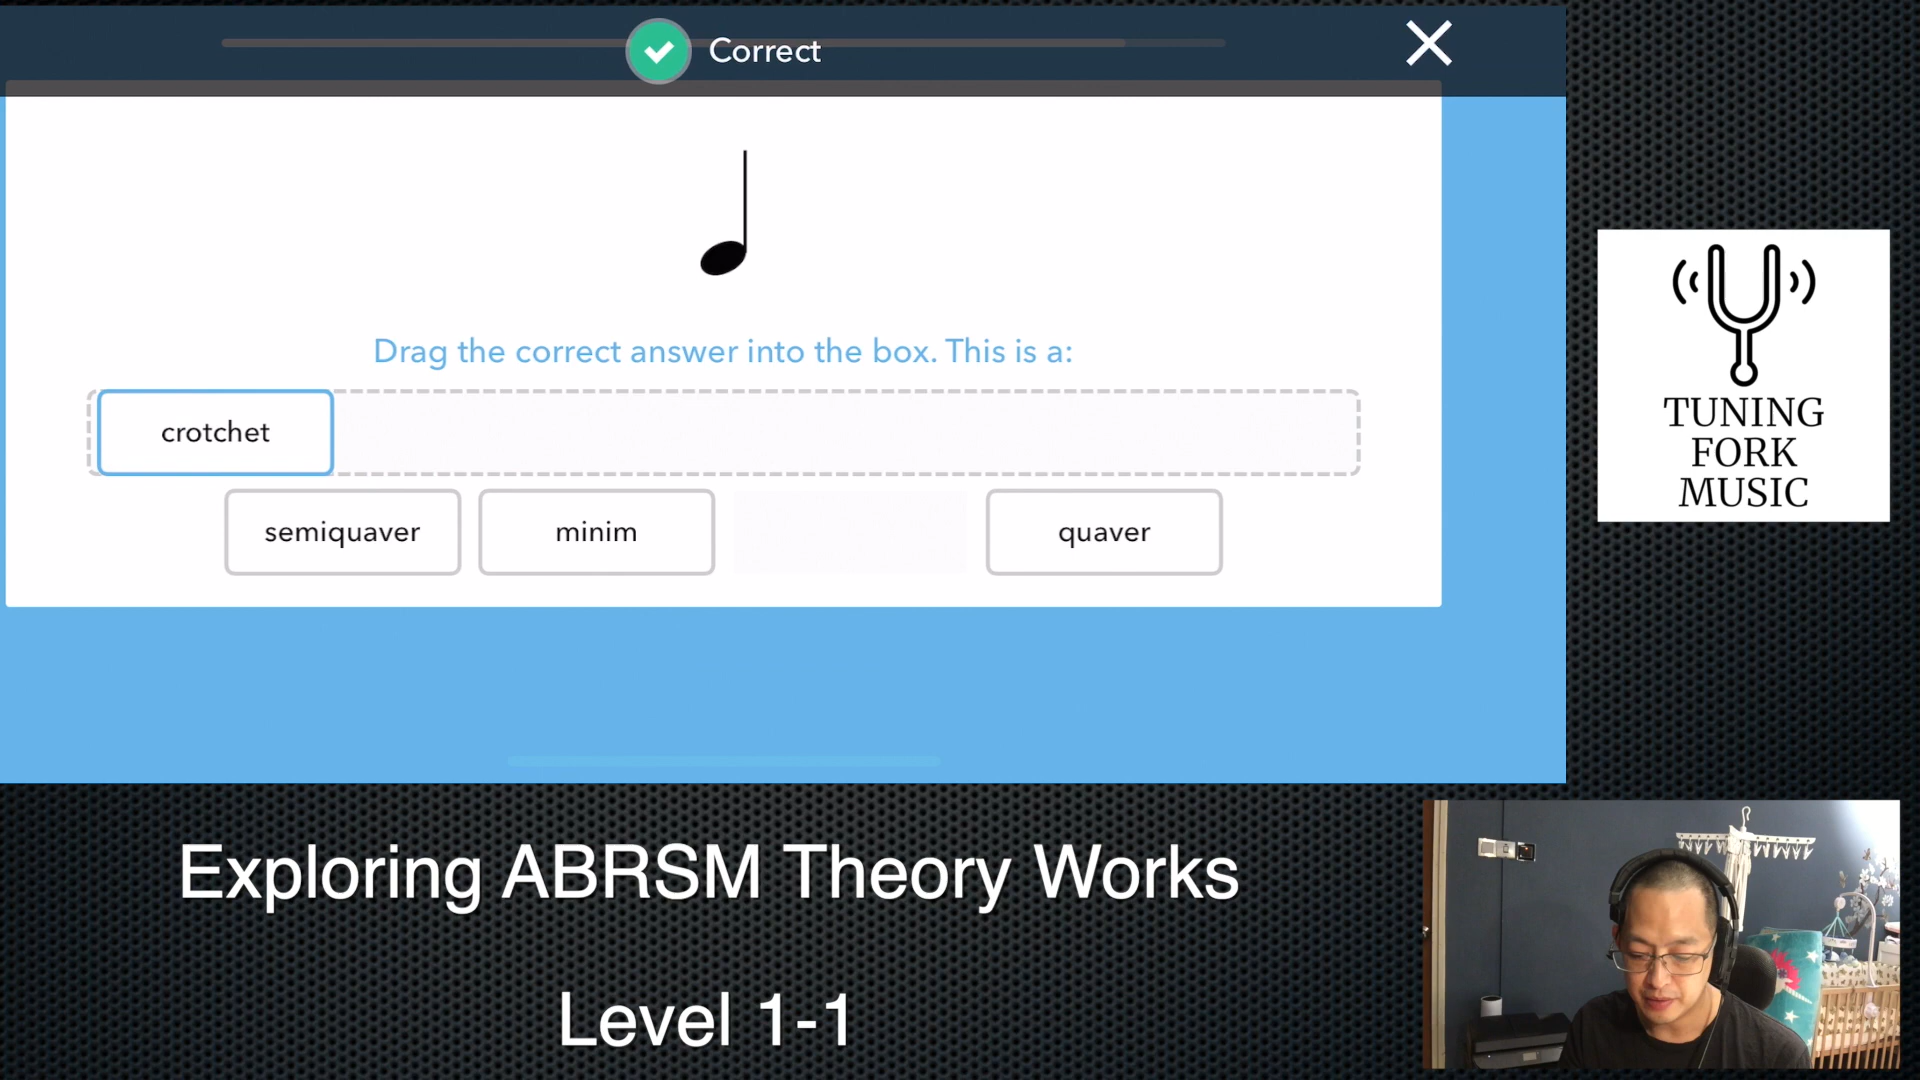 Correct
Drag the correct answer into the box. This is a:
crotchet
semiquaver
minim
quaver
TUNING
FORK
MUSIC
Exploring ABRSM Theory Works
Level 1-1